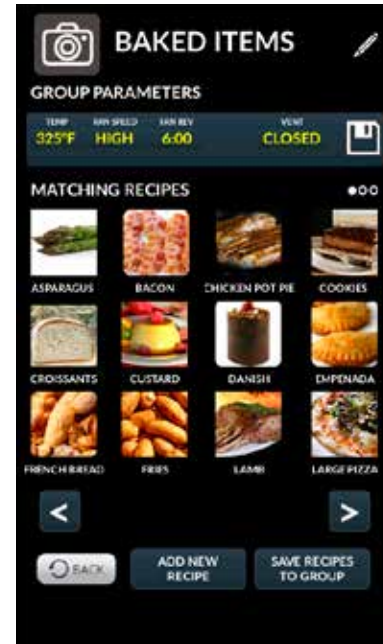 BAKED ITEMS
GROUP PARAMETERS
TEMP FAN SPEED FAN REV VENT
325°F HIGH 6:00 CLOSED
MATCHING RECIPES
ASPARAGUS BACON CHICKEN POT PIE COOKIES
CROISSANTS CUSTARD DANISH EMPENADA
FRENCH BREAD FRIES LAMB LARGE PIZZA
< >
BACK ADD NEW RECIPE SAVE RECIPES TO GROUP